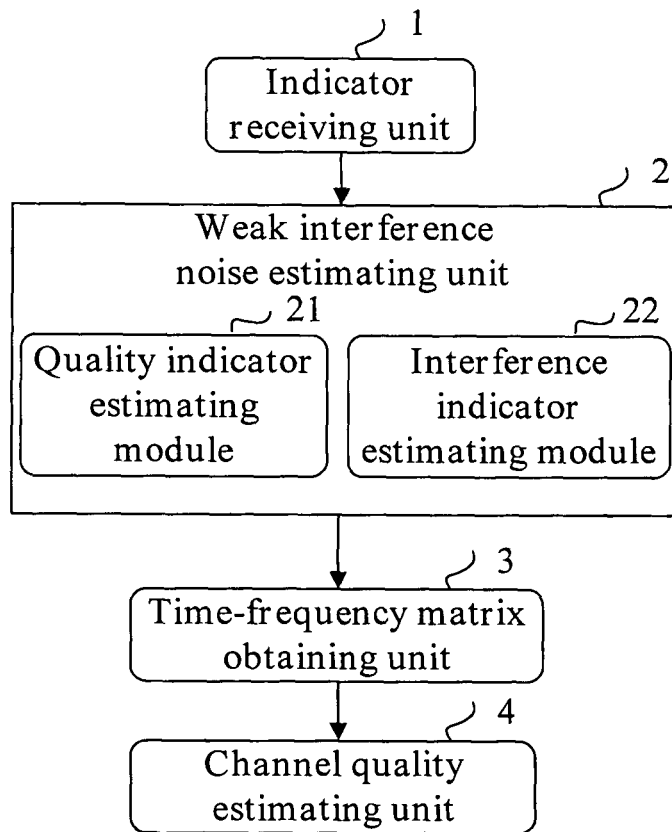 1
Indicator
receiving unit
2
Weak interference
noise estimating unit
21
Quality indicator
estimating
module
22
Interference
indicator
estimating module
3
Time-frequency matrix
obtaining unit
4
Channel quality
estimating unit